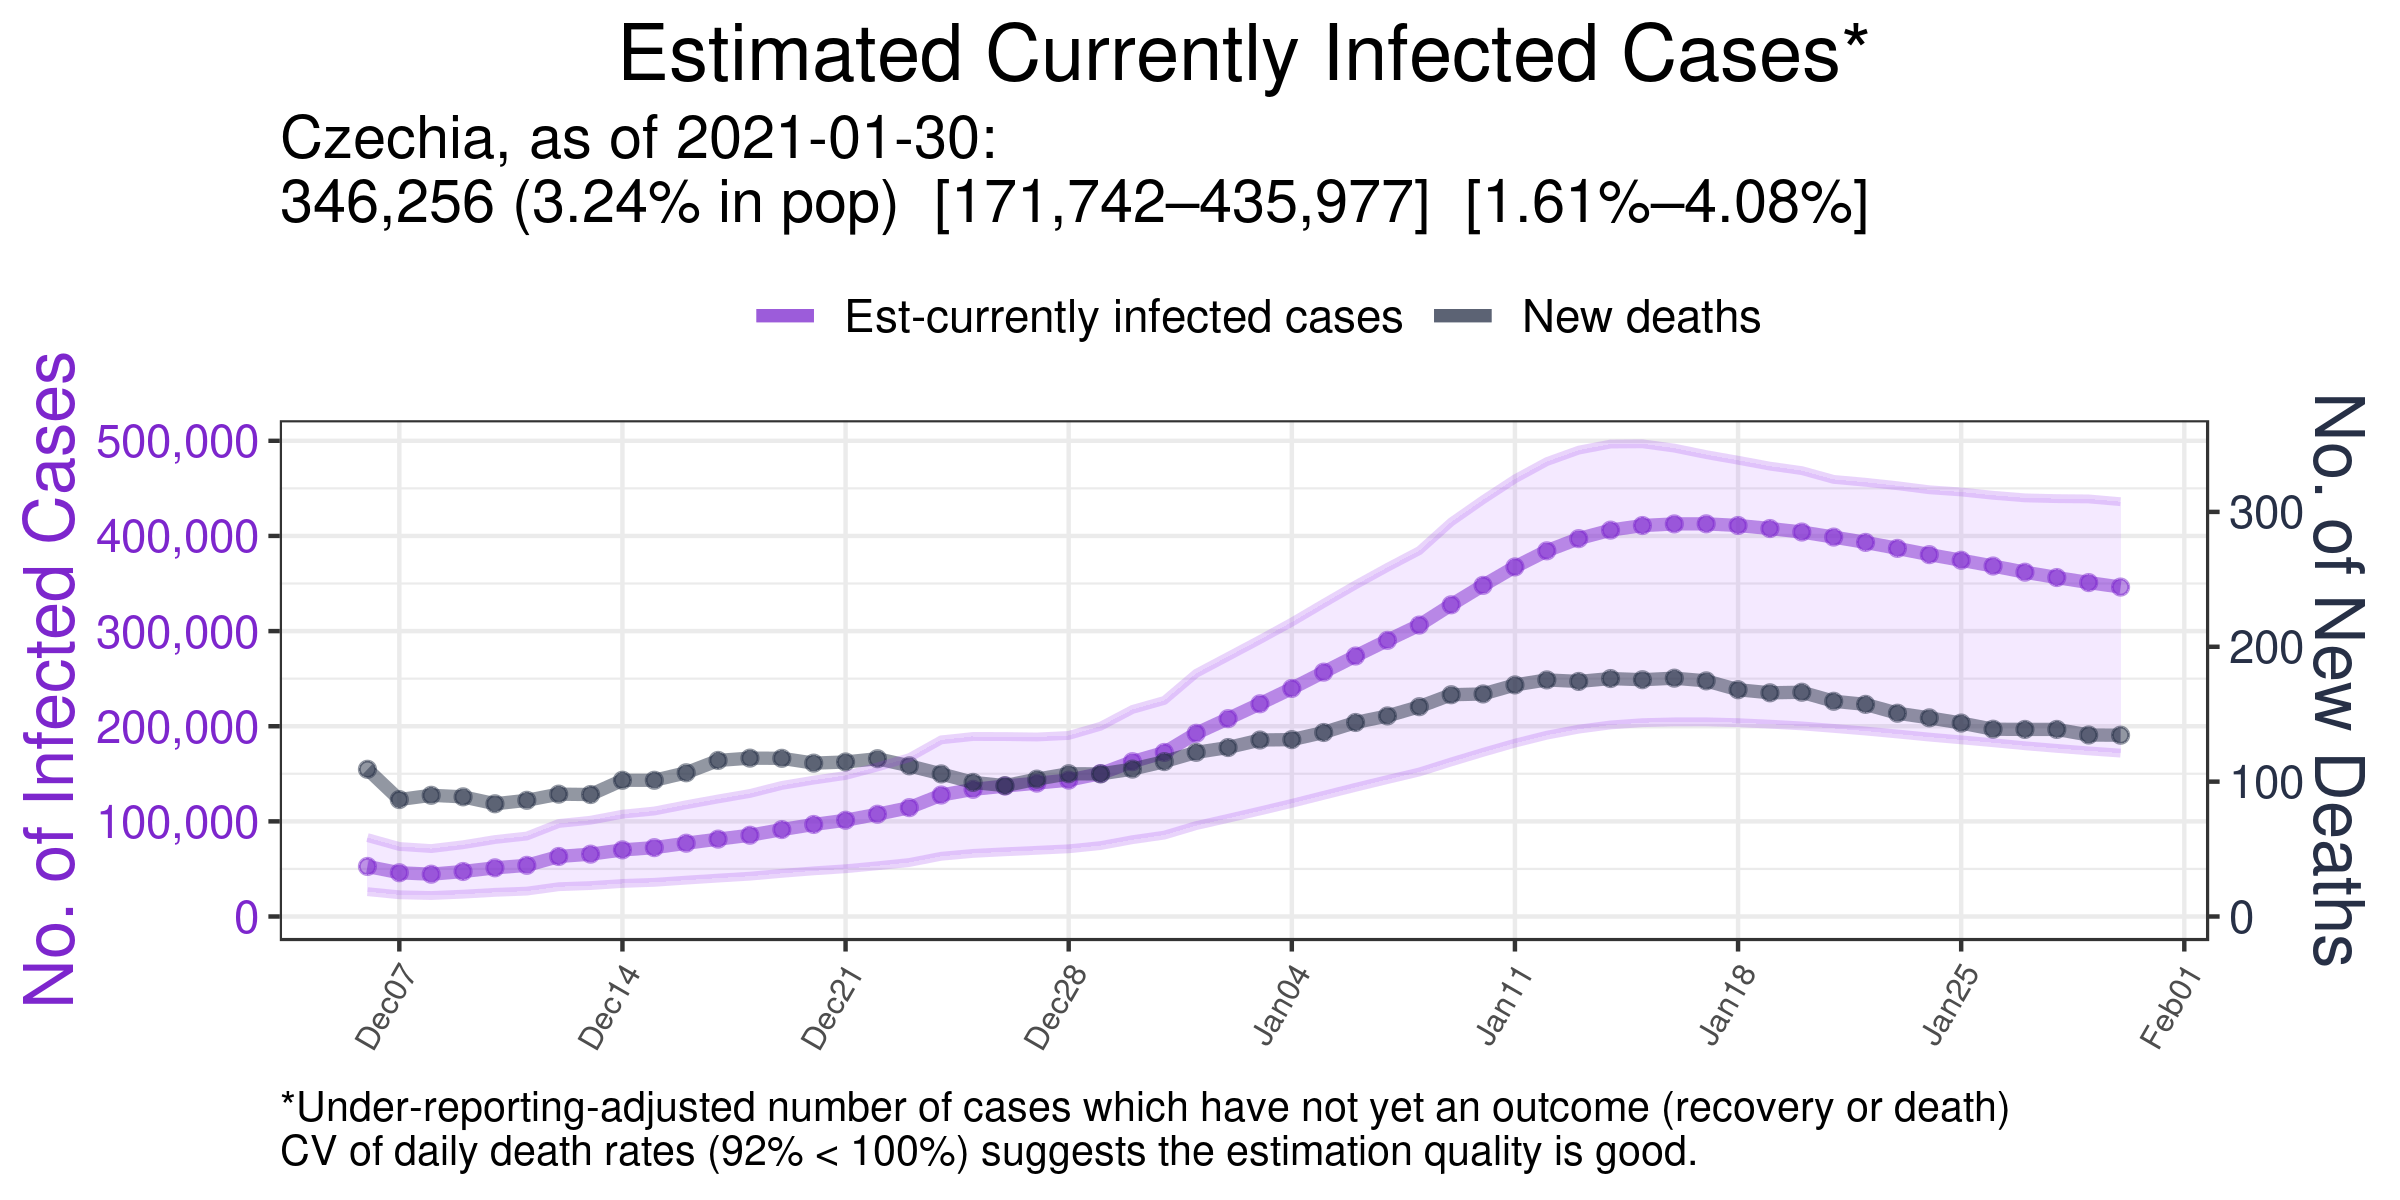 Estimated Currently Infected Cases*
Czechia, as of 2021-01-30:
346,256 (3.24% in pop)  [171,742–435,977]  [1.61%–4.08%]
Est-currently infected cases
New deaths
No. of Infected Cases
500,000
400,000
300,000
200,000
100,000
0
300
200
100
0
No. of New Deaths
Dec07
Dec14
Dec21
Dec28
Jan04
Jan11
Jan18
Jan25
Feb01
*Under-reporting-adjusted number of cases which have not yet an outcome (recovery or death)
CV of daily death rates (92% < 100%) suggests the estimation quality is good.